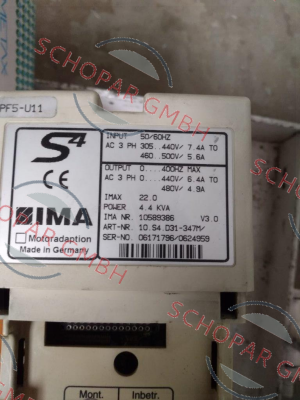 PF5-U11
S4
CE
IMA
Motoradaption
Made in Germany
INPUT 50/60HZ
AC 3 PH 305..440V/ 7.4A TO
460..500V/ 5.6A
OUTPUT 0....400HZ MAX
AC 3 PH 0....440V/ 6.4A TO
480V/ 4.9A
IMAX 22.0
POWER 4.4 KVA
IMA NR. 10589386 V3.0
ART-NR. 10.S4.D31-347M/
SER-NO. 06171796/0624959
Mont. Inbetr.
SCHOPAR GMBH
SCHOPAR GMBH
SCHOPAR GMBH